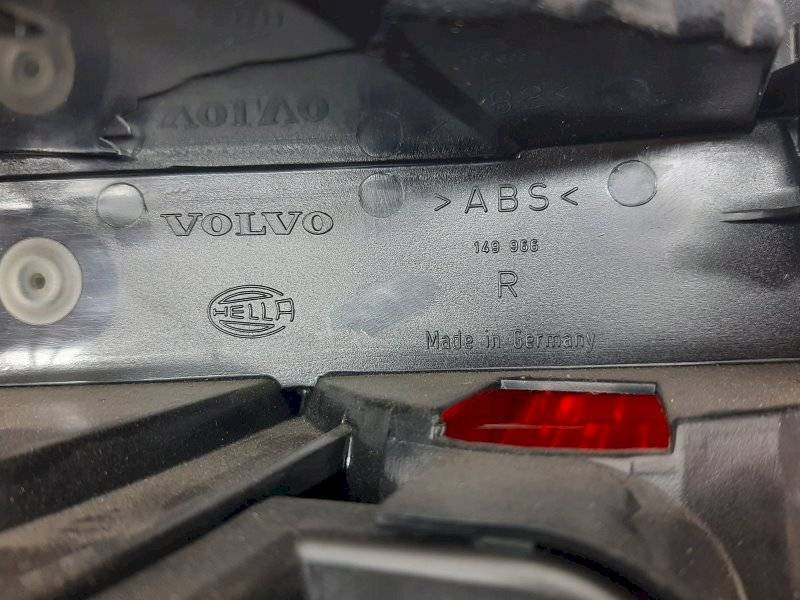 VOLVO
>ABS<
149 966
R
HELLA
Made in Germany